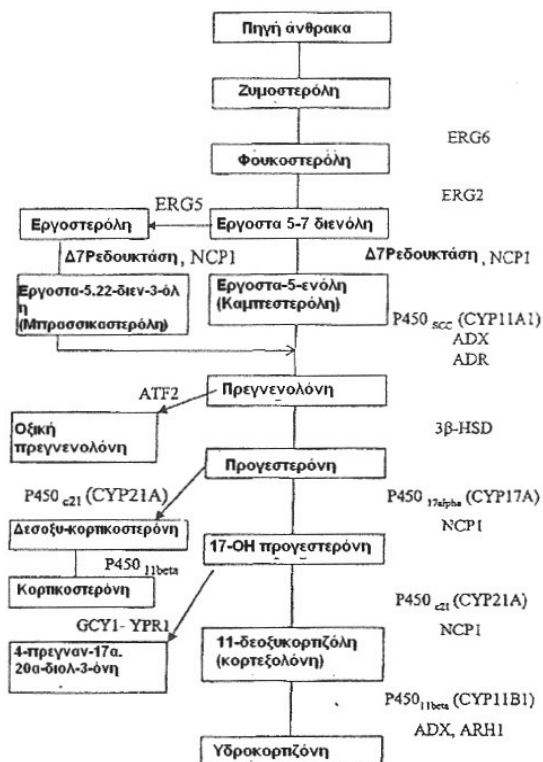 Πηγή άνθρακα
Ζυμοστερόλη
ERG6
Φουκοστερόλη
ERG2
ERG5
Εργοστερόλη
Εργοστα 5-7 διενόλη
Δ7Ρεδουκτάση, NCP1
Δ7Ρεδουκτάση, NCP1
Εργοστα-5.22-διεν-3-όλ
η
(Μπρασσικαστερόλη)
Εργοστα-5-ενόλη
(Καμπεστερόλη)
P450 SCC (CYP11A1)
ADX
ADR
ATF2
Πρεγνενολόνη
Οξική
πρεγνενολόνη
3β-HSD
Προγεστερόνη
P450 c21 (CYP21A)
P450 17alpha (CYP17A)
NCP1
Δεσοξυ-κορτικοστερόνη
17-OH προγεστερόνη
P450 11beta
Κορτικοστερόνη
P450 c21 (CYP21A)
NCP1
GCY1- YPR1
4-πρεγναν-17α.
20α-διολ-3-όνη
11-δεοξυκορτιζόλη
(κορτεξολόνη)
P450 11beta (CYP11B1)
ADX, ARH1
Υδροκορτιζόνη